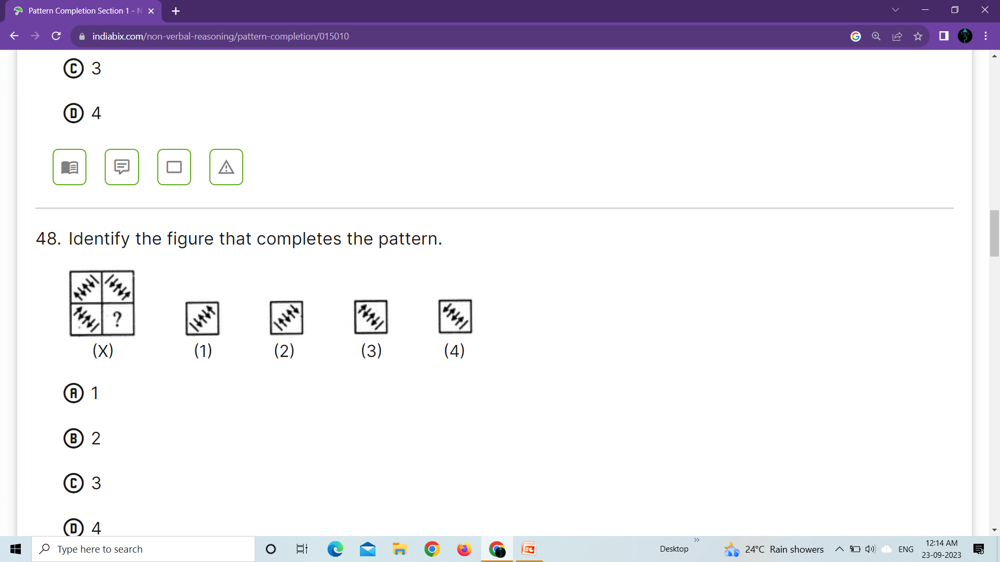 Pattern Completion Section 1 - N
indiabix.com/non-verbal-reasoning/pattern-completion/015010
C 3
D 4
48. Identify the figure that completes the pattern.
?
(X) (1) (2) (3) (4)
A 1
B 2
C 3
D 4
Type here to search
Desktop
24°C Rain showers
ENG
12:14 AM
23-09-2023